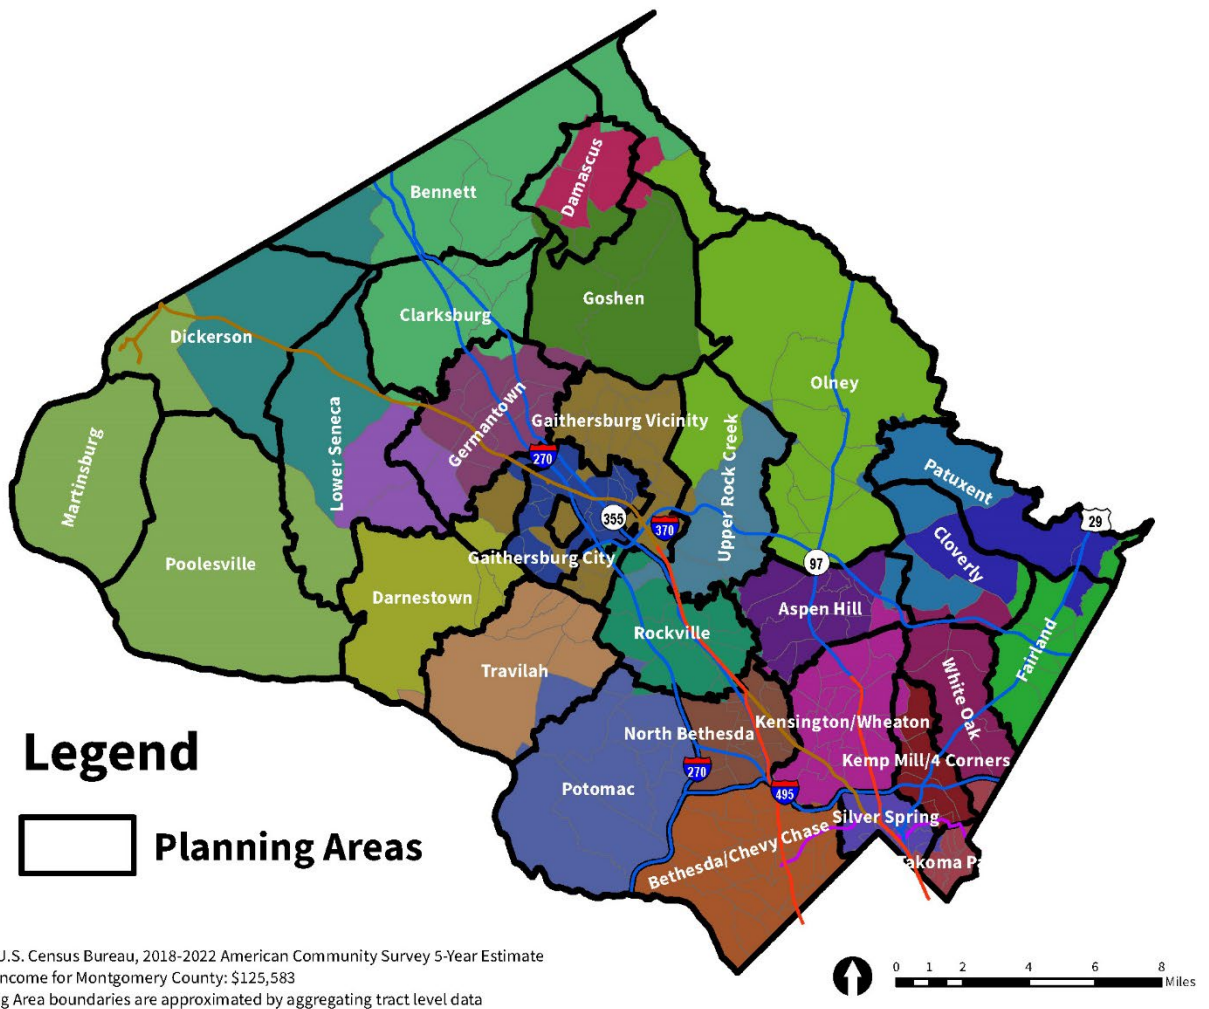 Damascus
Bennett
Goshen
Clarksburg
Dickerson
Olney
Germantown
Gaithersburg Vicinity
Lower Seneca
Upper Rock Creek
Martinsburg
270
Patuxent
355
370
29
Gaithersburg City
Cloverly
Poolesville
97
Darnestown
Aspen Hill
Rockville
Fairland
Travilah
White Oak
Kensington/Wheaton
North Bethesda
Kemp Mill/4 Corners
270
Potomac
495
Silver Spring
Bethesda/Chevy Chase
akoma Pa
Legend
Planning Areas
U.S. Census Bureau, 2018-2022 American Community Survey 5-Year Estimate
ncome for Montgomery County: $125,583
g Area boundaries are approximated by aggregating tract level data
0 1 2 4 6 8
Miles